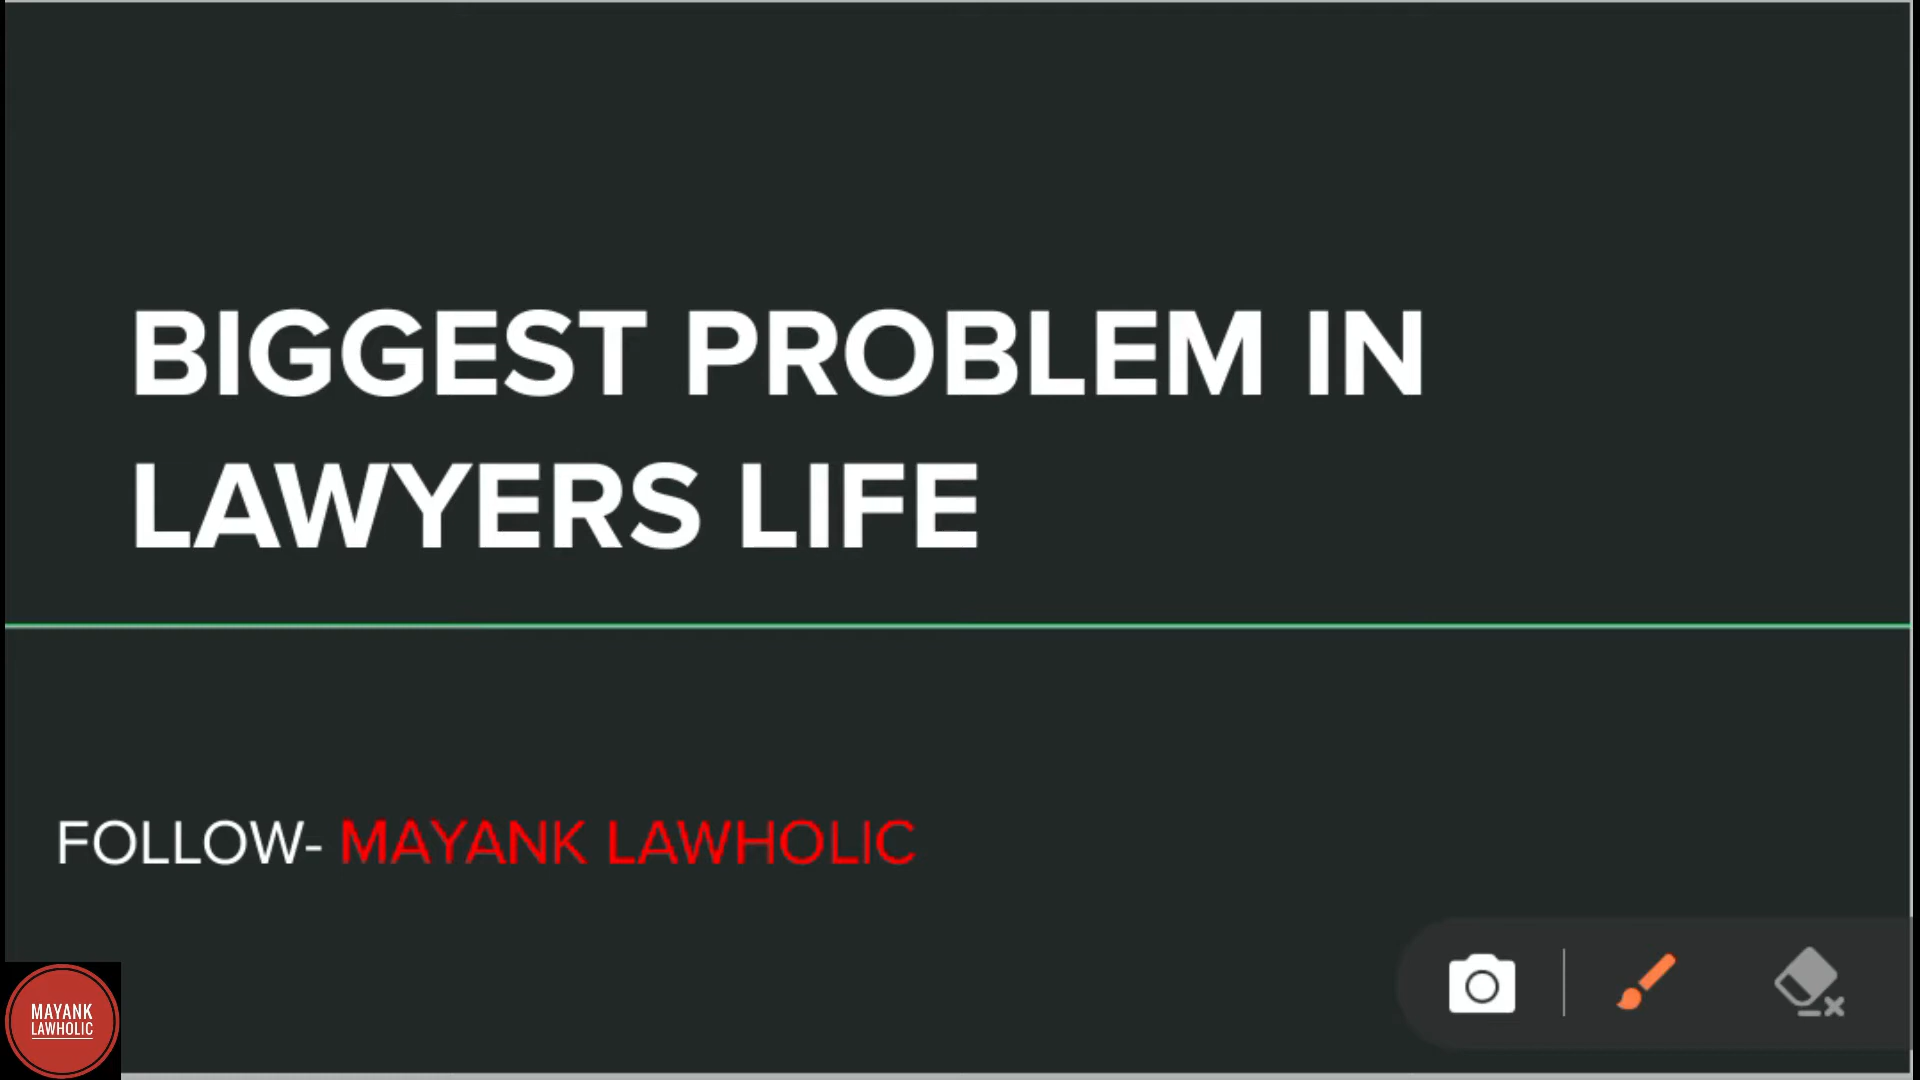 BIGGEST PROBLEM IN
LAWYERS LIFE
FOLLOW- MAYANK LAWHOLIC
MAYANK
LAWHOLIC